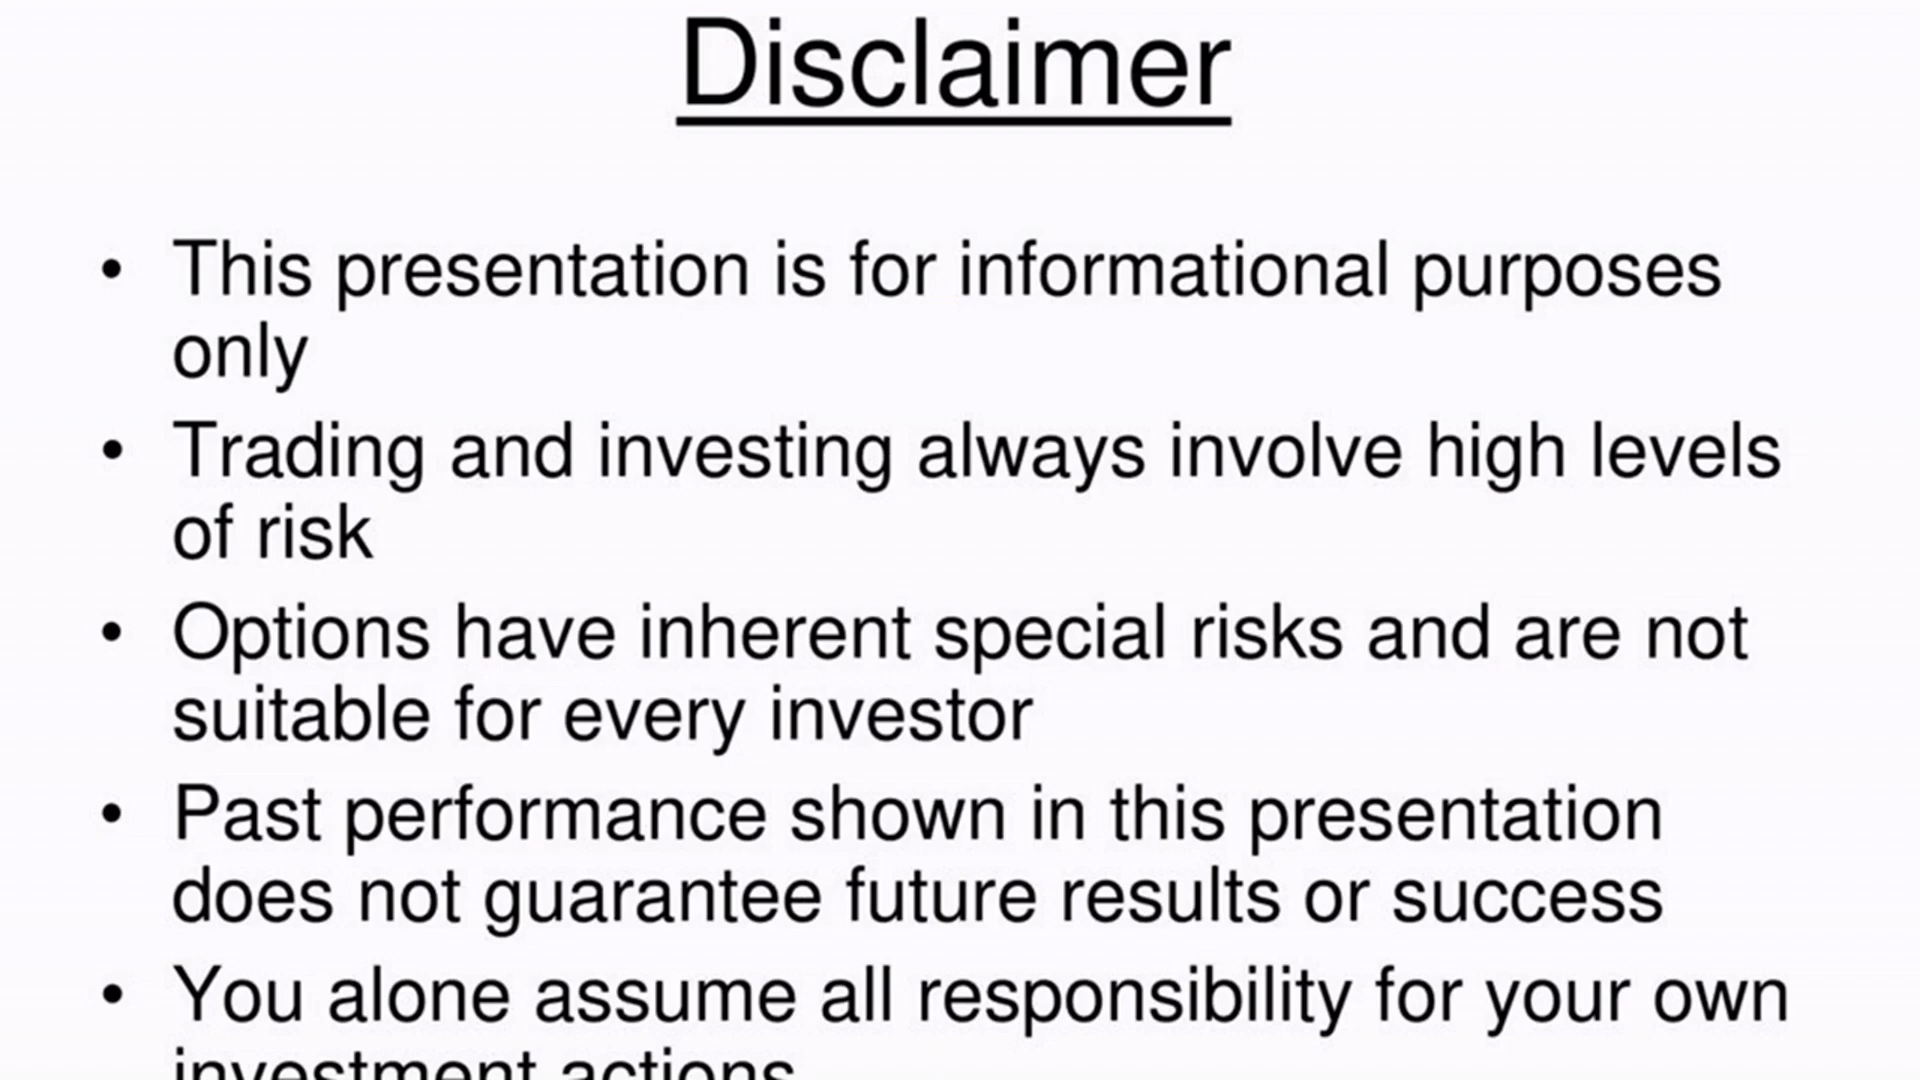 Disclaimer
• This presentation is for informational purposes
only
• Trading and investing always involve high levels
of risk
• Options have inherent special risks and are not
suitable for every investor
• Past performance shown in this presentation
does not guarantee future results or success
• You alone assume all responsibility for your own
investment actions